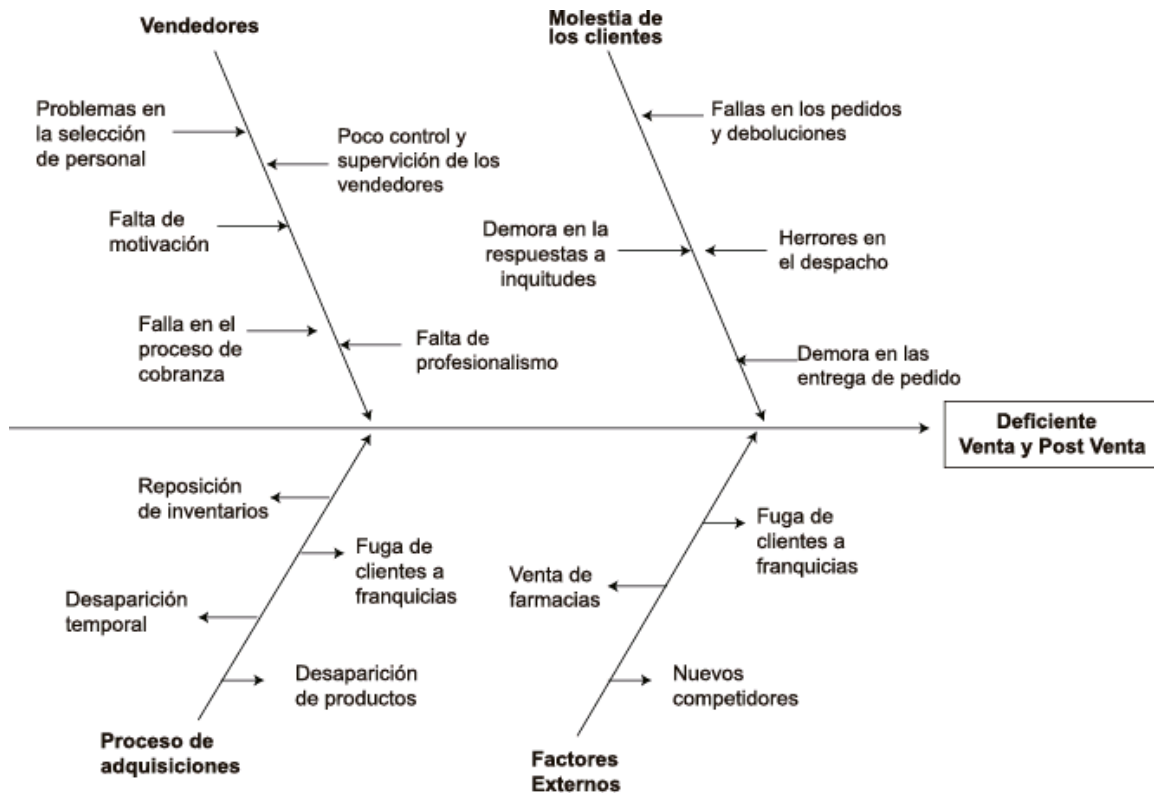 Vendedores
Molestia de
los clientes
Problemas en
la selección
de personal
Poco control y
supervición de los
vendedores
Falta de
motivación
Falla en el
proceso de
cobranza
Falta de
profesionalismo
Fallas en los pedidos
y deboluciones
Demora en la
respuestas a
inquitudes
Herrores en
el despacho
Demora en las
entrega de pedido
Deficiente
Venta y Post Venta
Reposición
de inventarios
Fuga de
clientes a
franquicias
Desaparición
temporal
Desaparición
de productos
Proceso de
adquisiciones
Fuga de
clientes a
franquicias
Venta de
farmacias
Nuevos
competidores
Factores
Externos